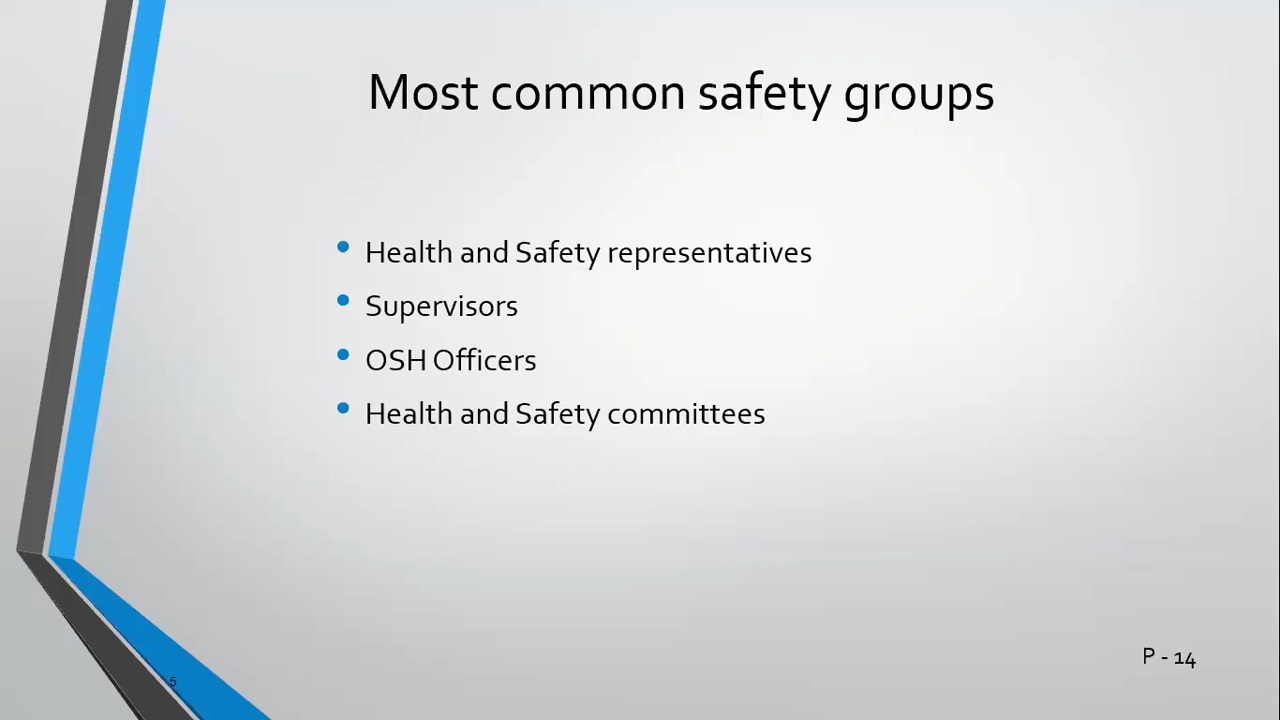 Most common safety groups
• Health and Safety representatives
• Supervisors
• OSH Officers
• Health and Safety committees
P - 14
5